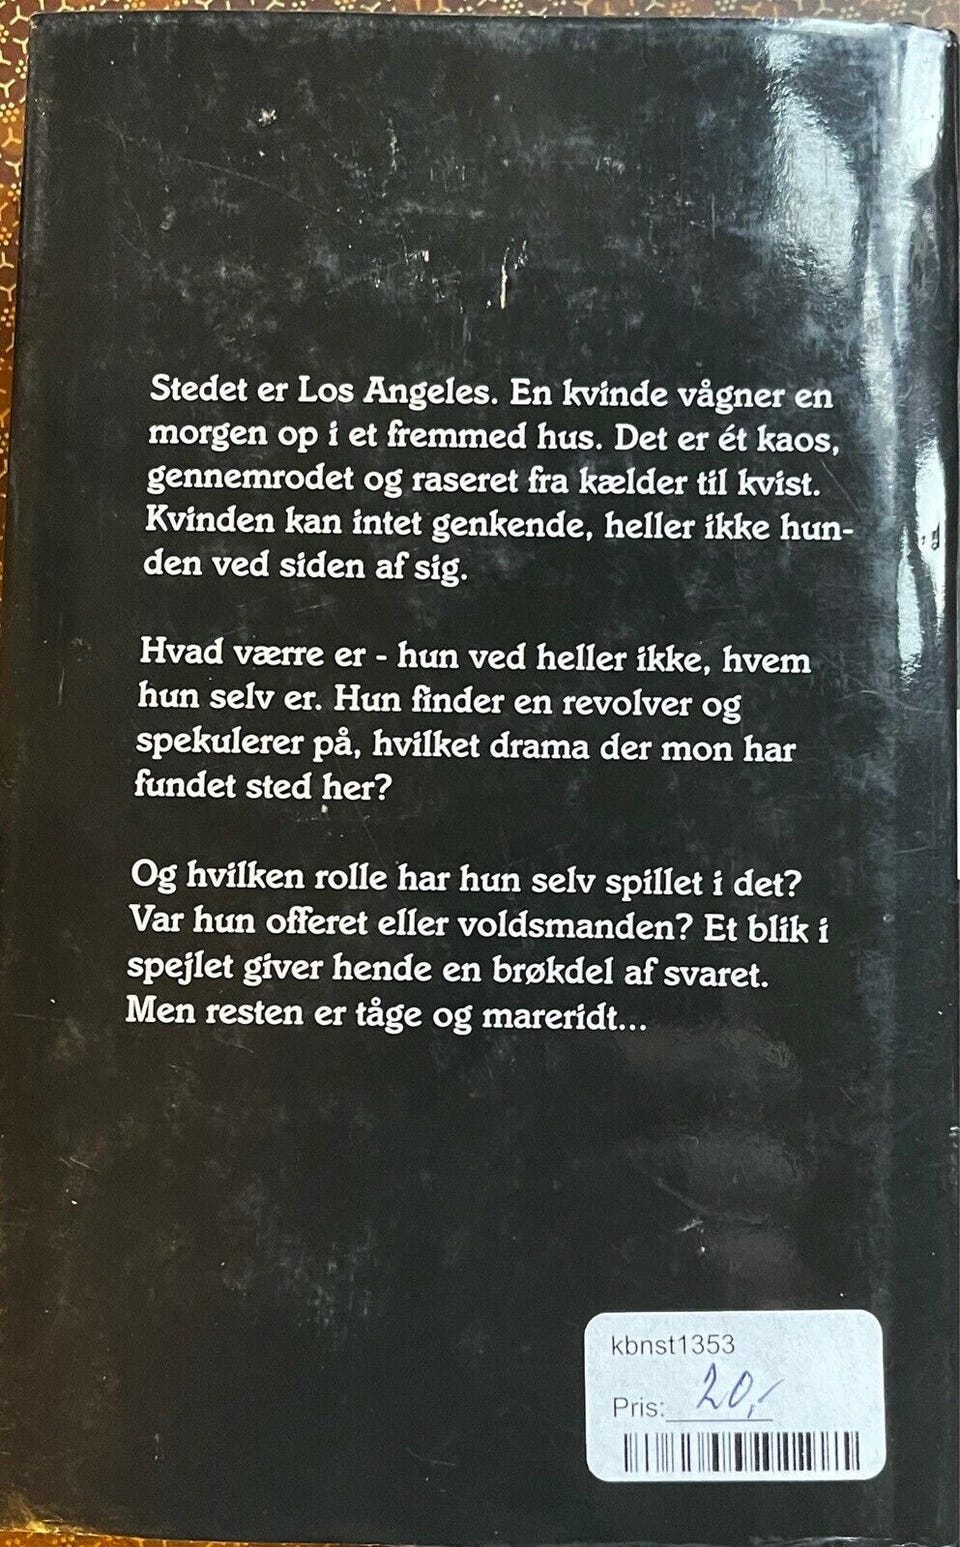 Stedet er Los Angeles. En kvinde vågner en
morgen op i et fremmed hus. Det er ét kaos,
gennemrodet og raseret fra kælder til kvist.
Kvinden kan intet genkende, heller ikke hun-
den ved siden af sig.
Hvad værre er - hun ved heller ikke, hvem
hun selv er. Hun finder en revolver og
spekulerer på, hvilket drama der mon har
fundet sted her?
Og hvilken rolle har hun selv spillet i det?
Var hun offeret eller voldsmanden? Et blik i
spejlet giver hende en brøkdel af svaret.
Men resten er tåge og mareridt...
kbnst1353
Pris: 20,-